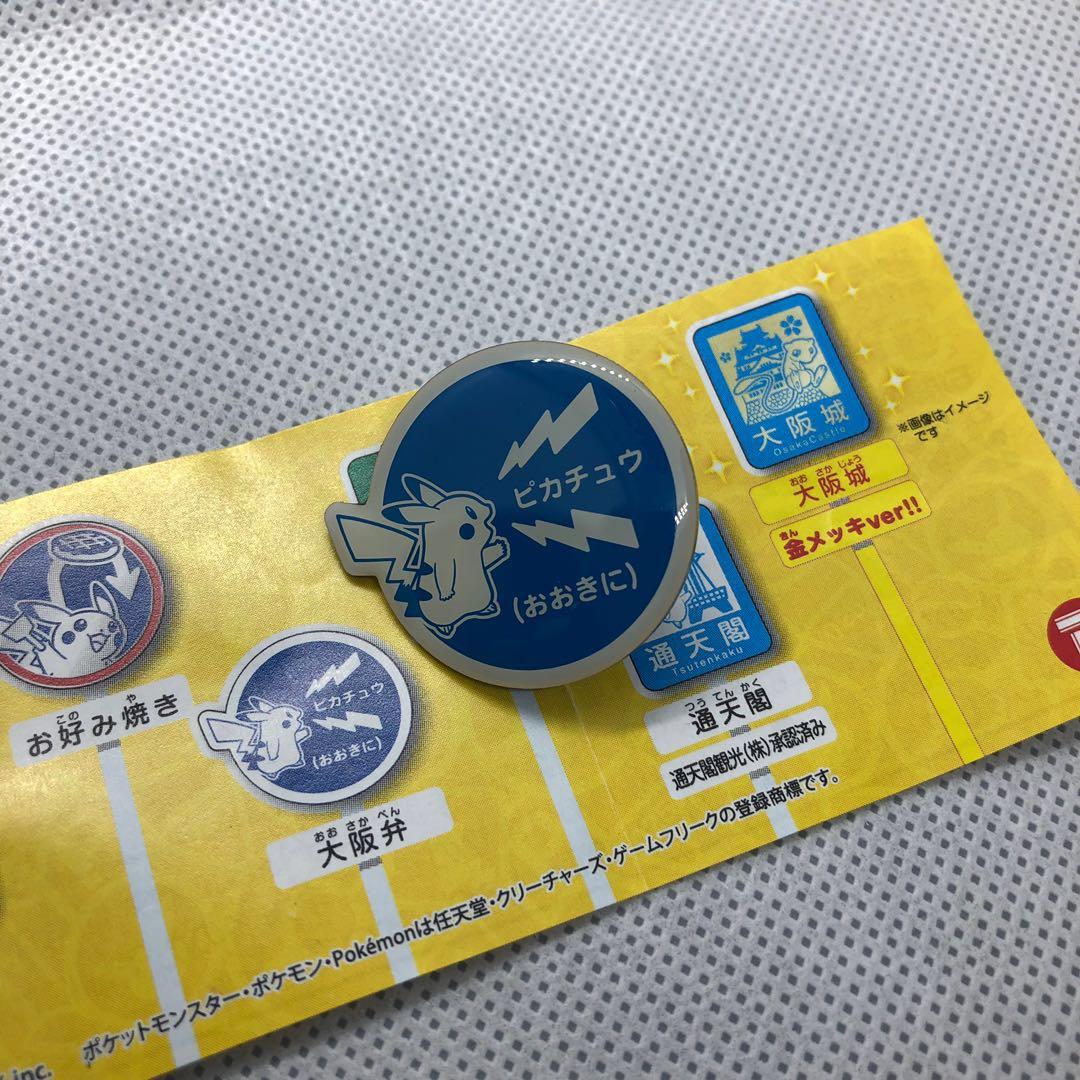 ピカチュウ
(おおきに)
大阪城
OsakaCastle
※画像はイメージ
です
おおさかじょう
大阪城
きん
金メッキver!!
通天閣
Tsutenkaku
つうてんかく
通天閣
通天閣観光(株)承認済み
このや
お好み焼き
ピカチュウ
(おおきに)
おおさかべん
大阪弁
ポケットモンスター・ポケモン・Pokémonは任天堂・クリーチャーズ・ゲームフリークの登録商標です。
inc.